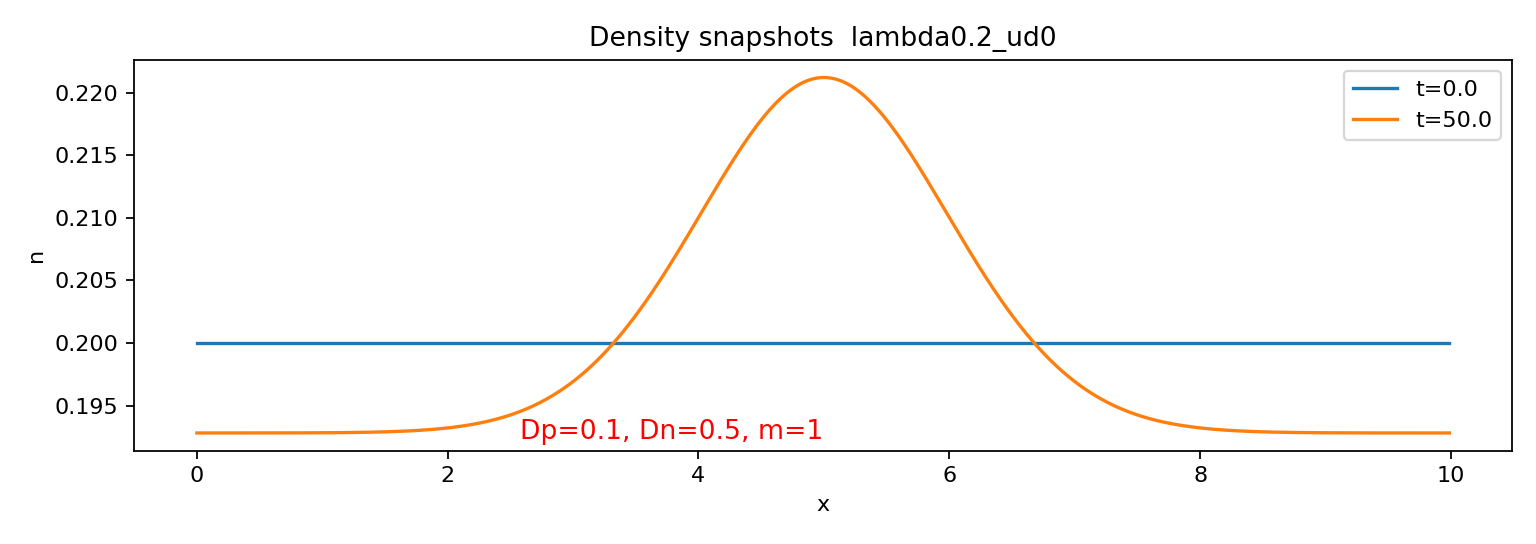 Density snapshots  lambda0.2_ud0
t=0.0
t=50.0
0.220
0.215
0.210
0.205
0.200
0.195
n
Dp=0.1, Dn=0.5, m=1
0 2 4 6 8 10
x